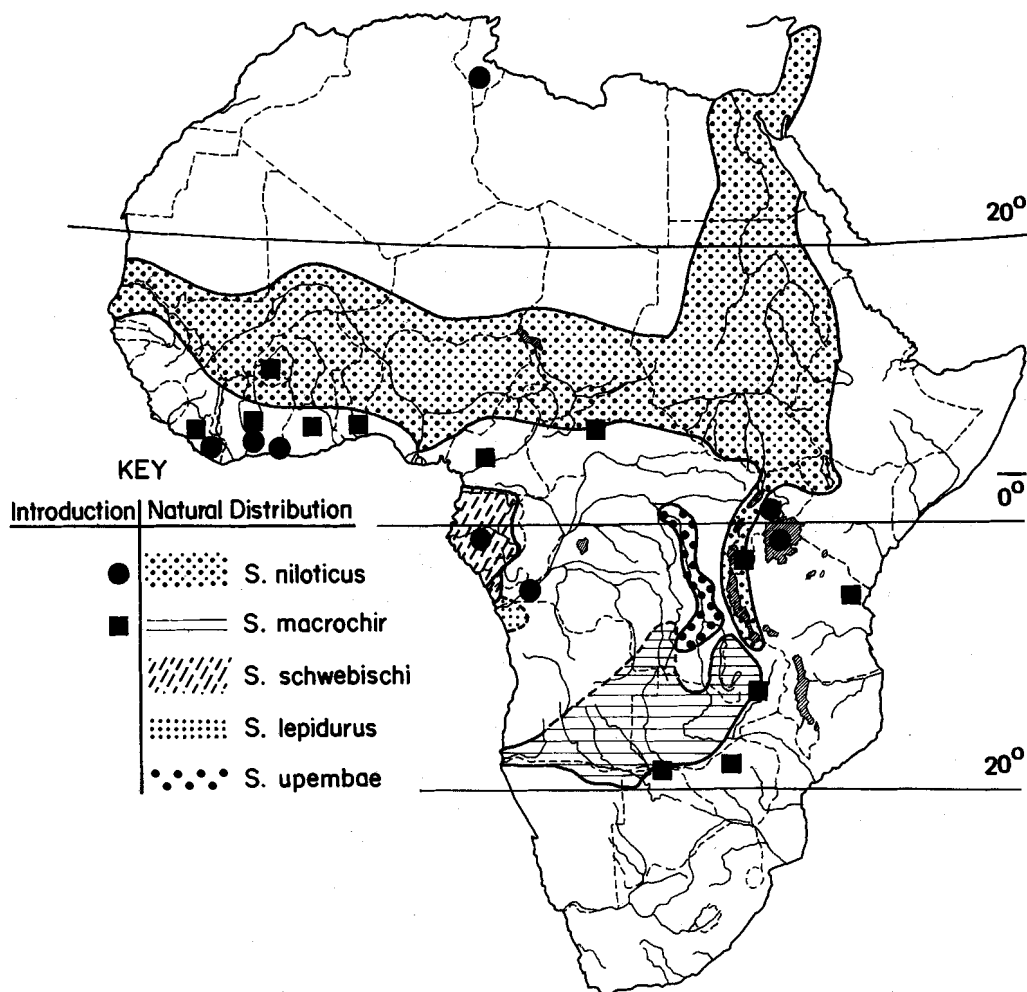 20°
0°
20°
KEY
Introduction Natural Distribution
S. niloticus
S. macrochir
S. schwebischi
S. lepidurus
S. upembae